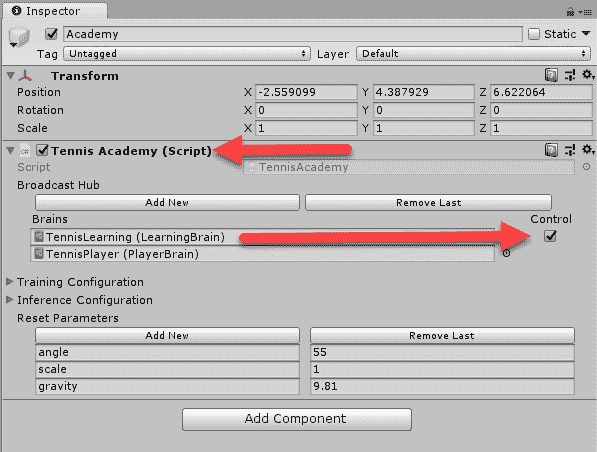 Inspector
Academy
Static
Tag Untagged Layer Default
Transform
Position X -2.559099 Y 4.387929 Z 6.622064
Rotation X 0 Y 0 Z 0
Scale X 1 Y 1 Z 1
Tennis Academy (Script)
Script TennisAcademy
Broadcast Hub
Add New Remove Last
Brains Control
TennisLearning (LearningBrain)
TennisPlayer (PlayerBrain)
Training Configuration
Inference Configuration
Reset Parameters
Add New Remove Last
angle 55
scale 1
gravity 9.81
Add Component